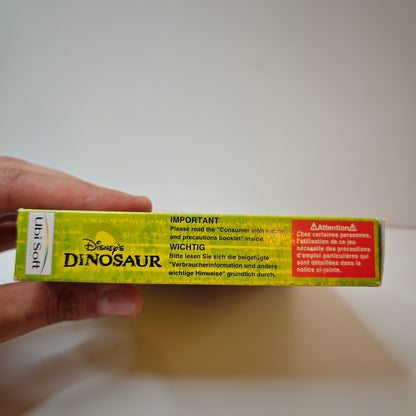 Ubi Soft
DISNEY'S
DINOSAUR
IMPORTANT
Please read the "Consumer information
and precautions booklet" inside.
WICHTIG
Bitte lesen Sie sich die beigefügte
"Verbraucherinformation und andere
wichtige Hinweise" gründlich durch.
⚠Attention⚠
Chez certaines personnes,
l'utilisation de ce jeu
nécessite des précautions
d'emploi particulières qui
sont détaillées dans la
notice ci-jointe.